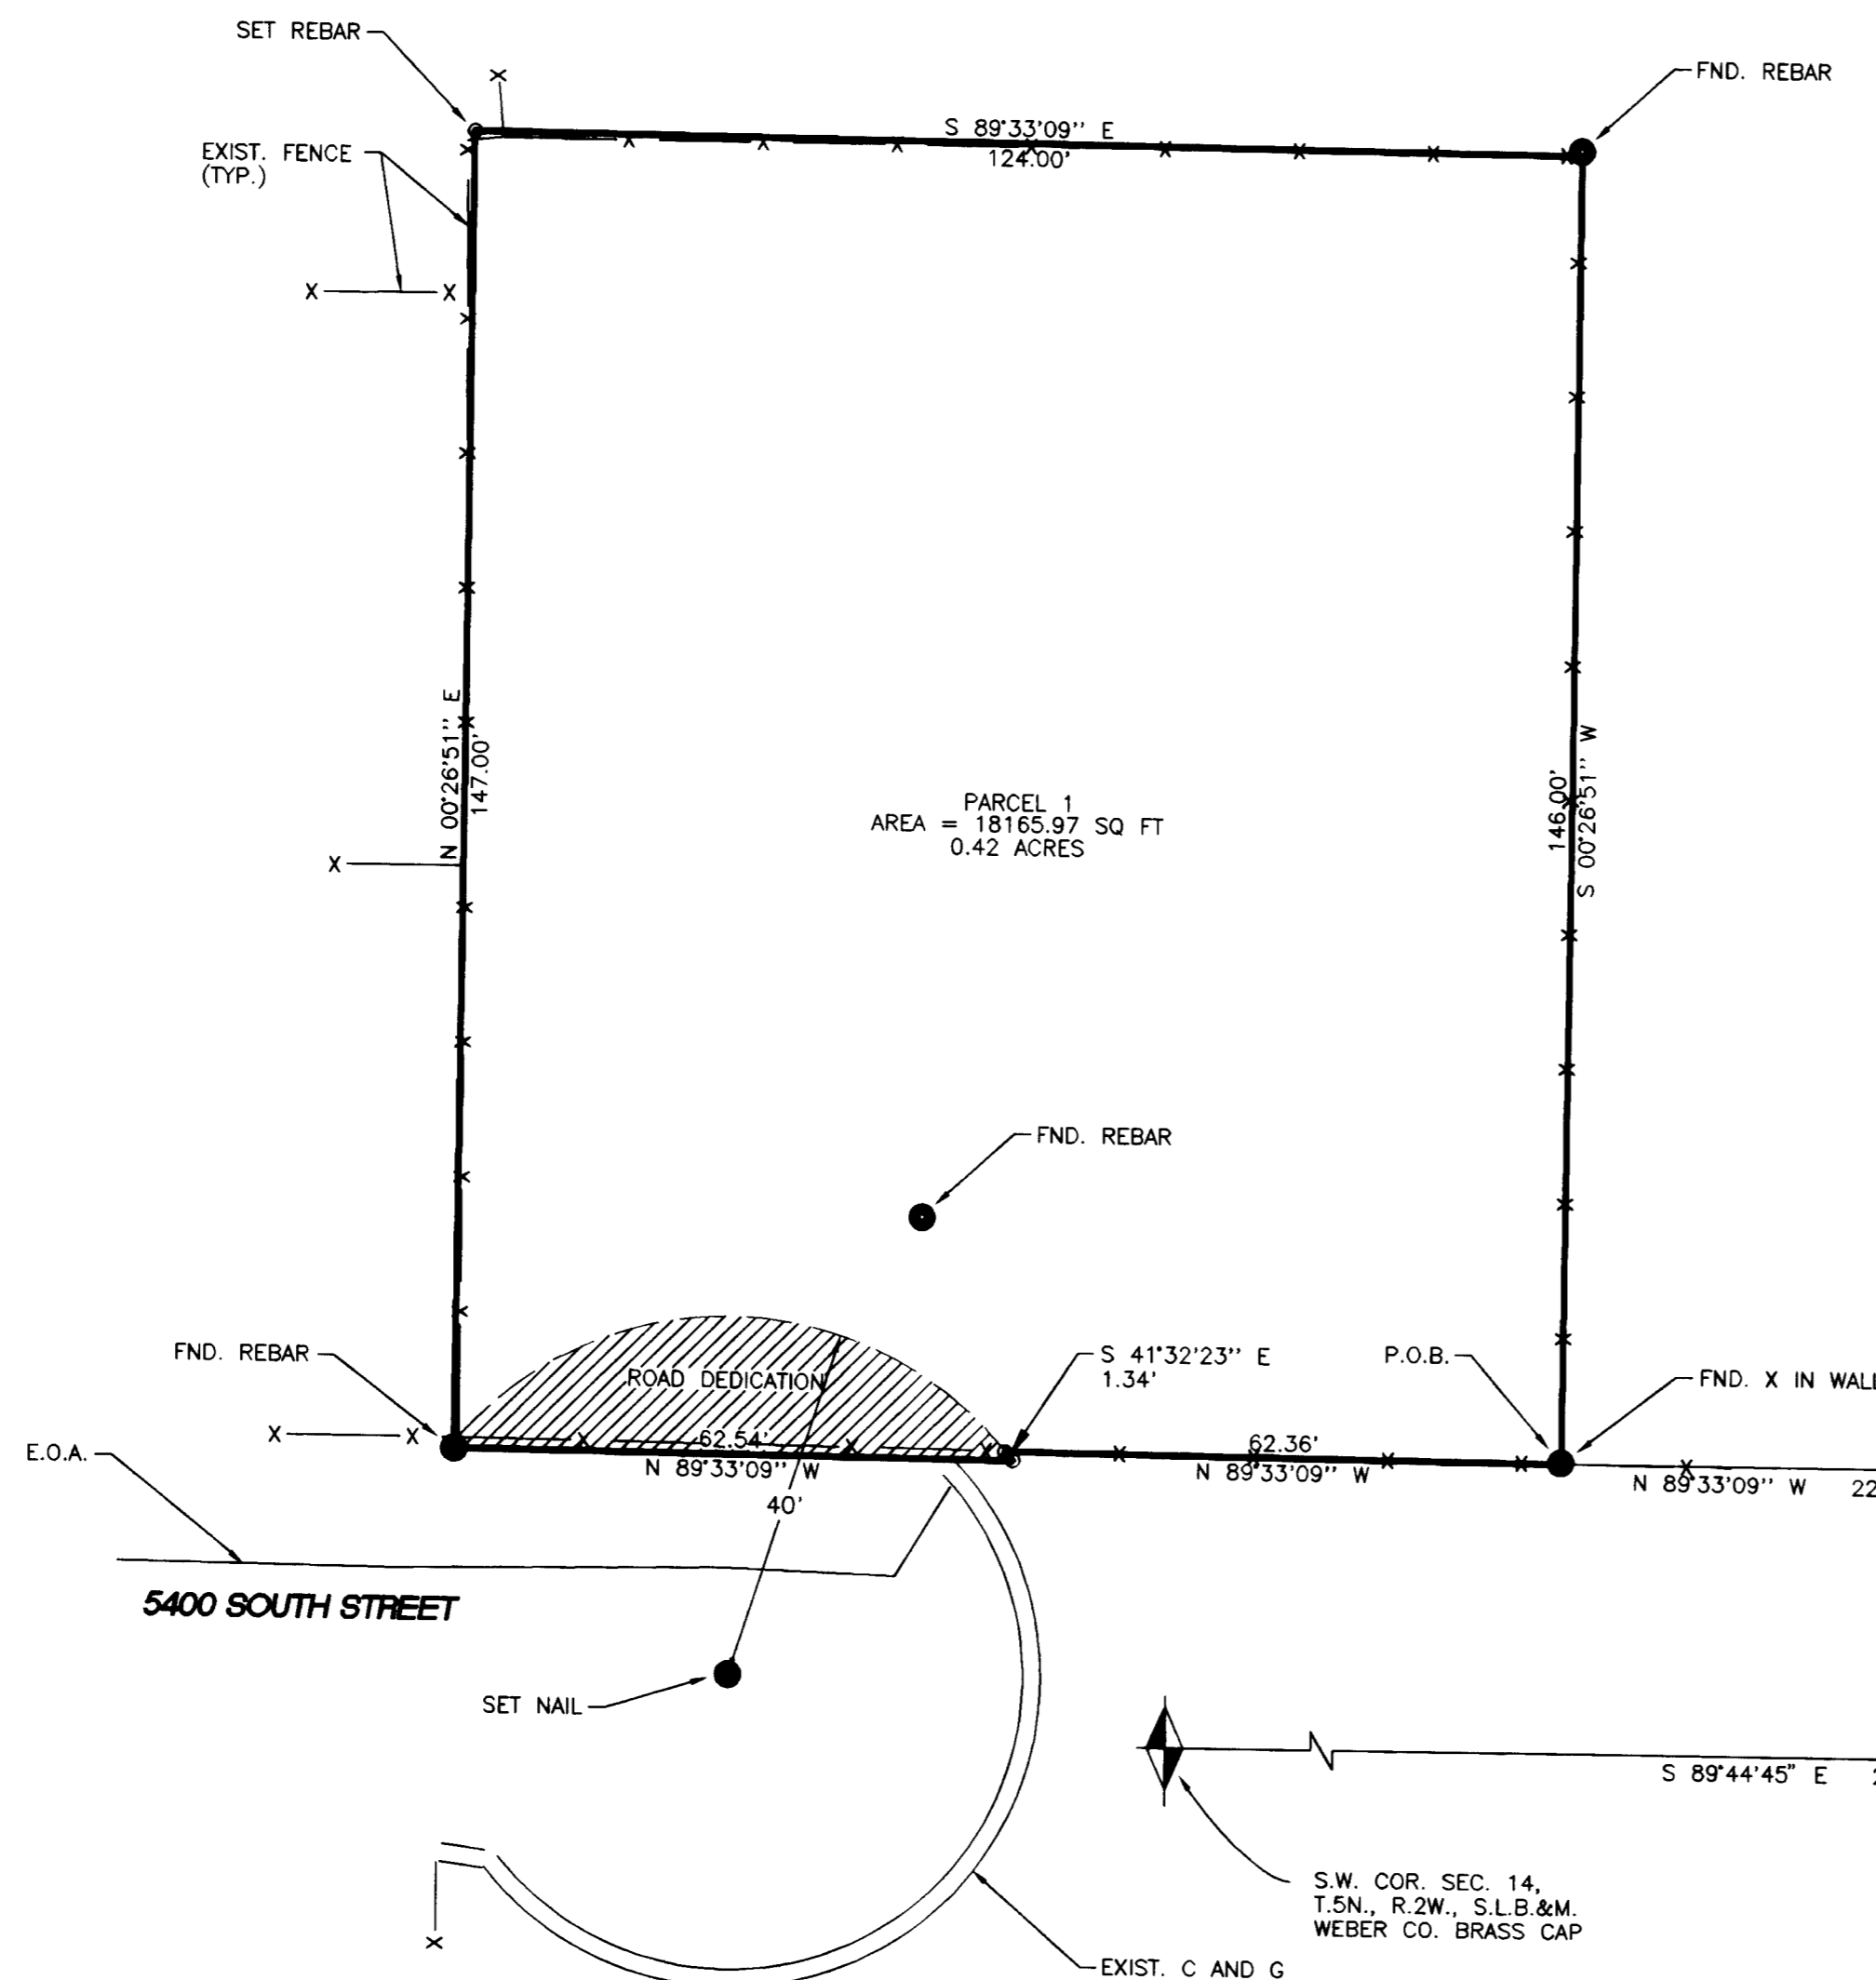 SET REBAR
FND. REBAR
S 89°33'09'' E
124.00'
EXIST. FENCE
(TYP.)
N 00°26'51'' E
147.00'
146.00'
S 00°26'51'' W
PARCEL 1
AREA = 18165.97 SQ FT
0.42 ACRES
FND. REBAR
FND. REBAR
ROAD DEDICATION
S 41°32'23'' E
1.34'
P.O.B.
FND. X IN WALL
62.54'
N 89°33'09'' W
62.36'
N 89°33'09'' W
N 89°33'09'' W 22
40'
E.O.A.
5400 SOUTH STREET
SET NAIL
S 89°44'45" E
S.W. COR. SEC. 14,
T.5N., R.2W., S.L.B.&M.
WEBER CO. BRASS CAP
EXIST. C AND G